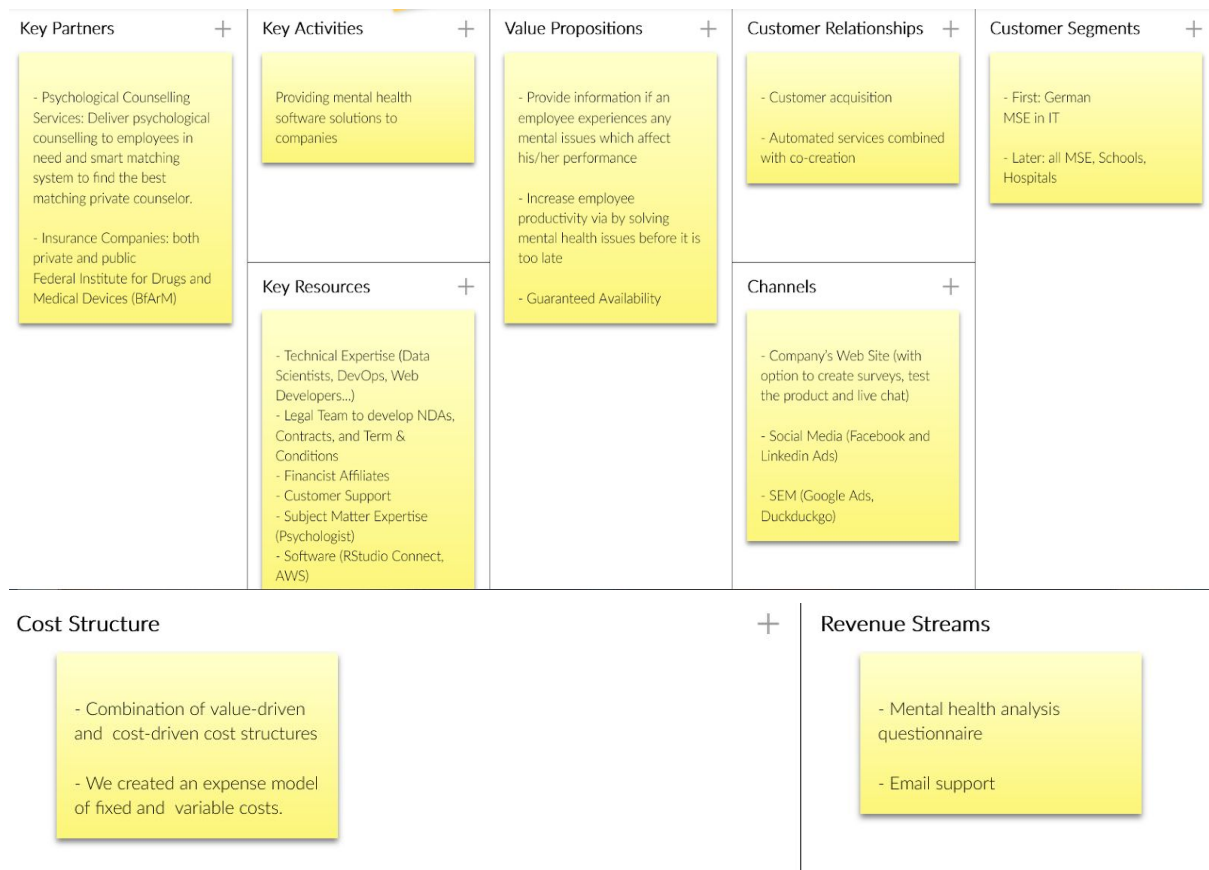 Key Partners
- Psychological Counselling
Services: Deliver psychological
counselling to employees in
need and smart matching
system to find the best
matching private counselor.
- Insurance Companies: both
private and public
Federal Institute for Drugs and
Medical Devices (BfArM)
Key Activities
Providing mental health
software solutions to
companies
Key Resources
- Technical Expertise (Data
Scientists, DevOps, Web
Developers...)
- Legal Team to develop NDAs,
Contracts, and Term &
Conditions
- Financist Affiliates
- Customer Support
- Subject Matter Expertise
(Psychologist)
- Software (RStudio Connect,
AWS)
Value Propositions
- Provide information if an
employee experiences any
mental issues which affect
his/her performance
- Increase employee
productivity via by solving
mental health issues before it is
too late
- Guaranteed Availability
Customer Relationships
- Customer acquisition
- Automated services combined
with co-creation
Channels
- Company's Web Site (with
option to create surveys, test
the product and live chat)
- Social Media (Facebook and
Linkedin Ads)
- SEM (Google Ads,
Duckduckgo)
Customer Segments
- First: German
MSE in IT
- Later: all MSE, Schools,
Hospitals
Cost Structure
- Combination of value-driven
and cost-driven cost structures
- We created an expense model
of fixed and variable costs.
Revenue Streams
- Mental health analysis
questionnaire
- Email support